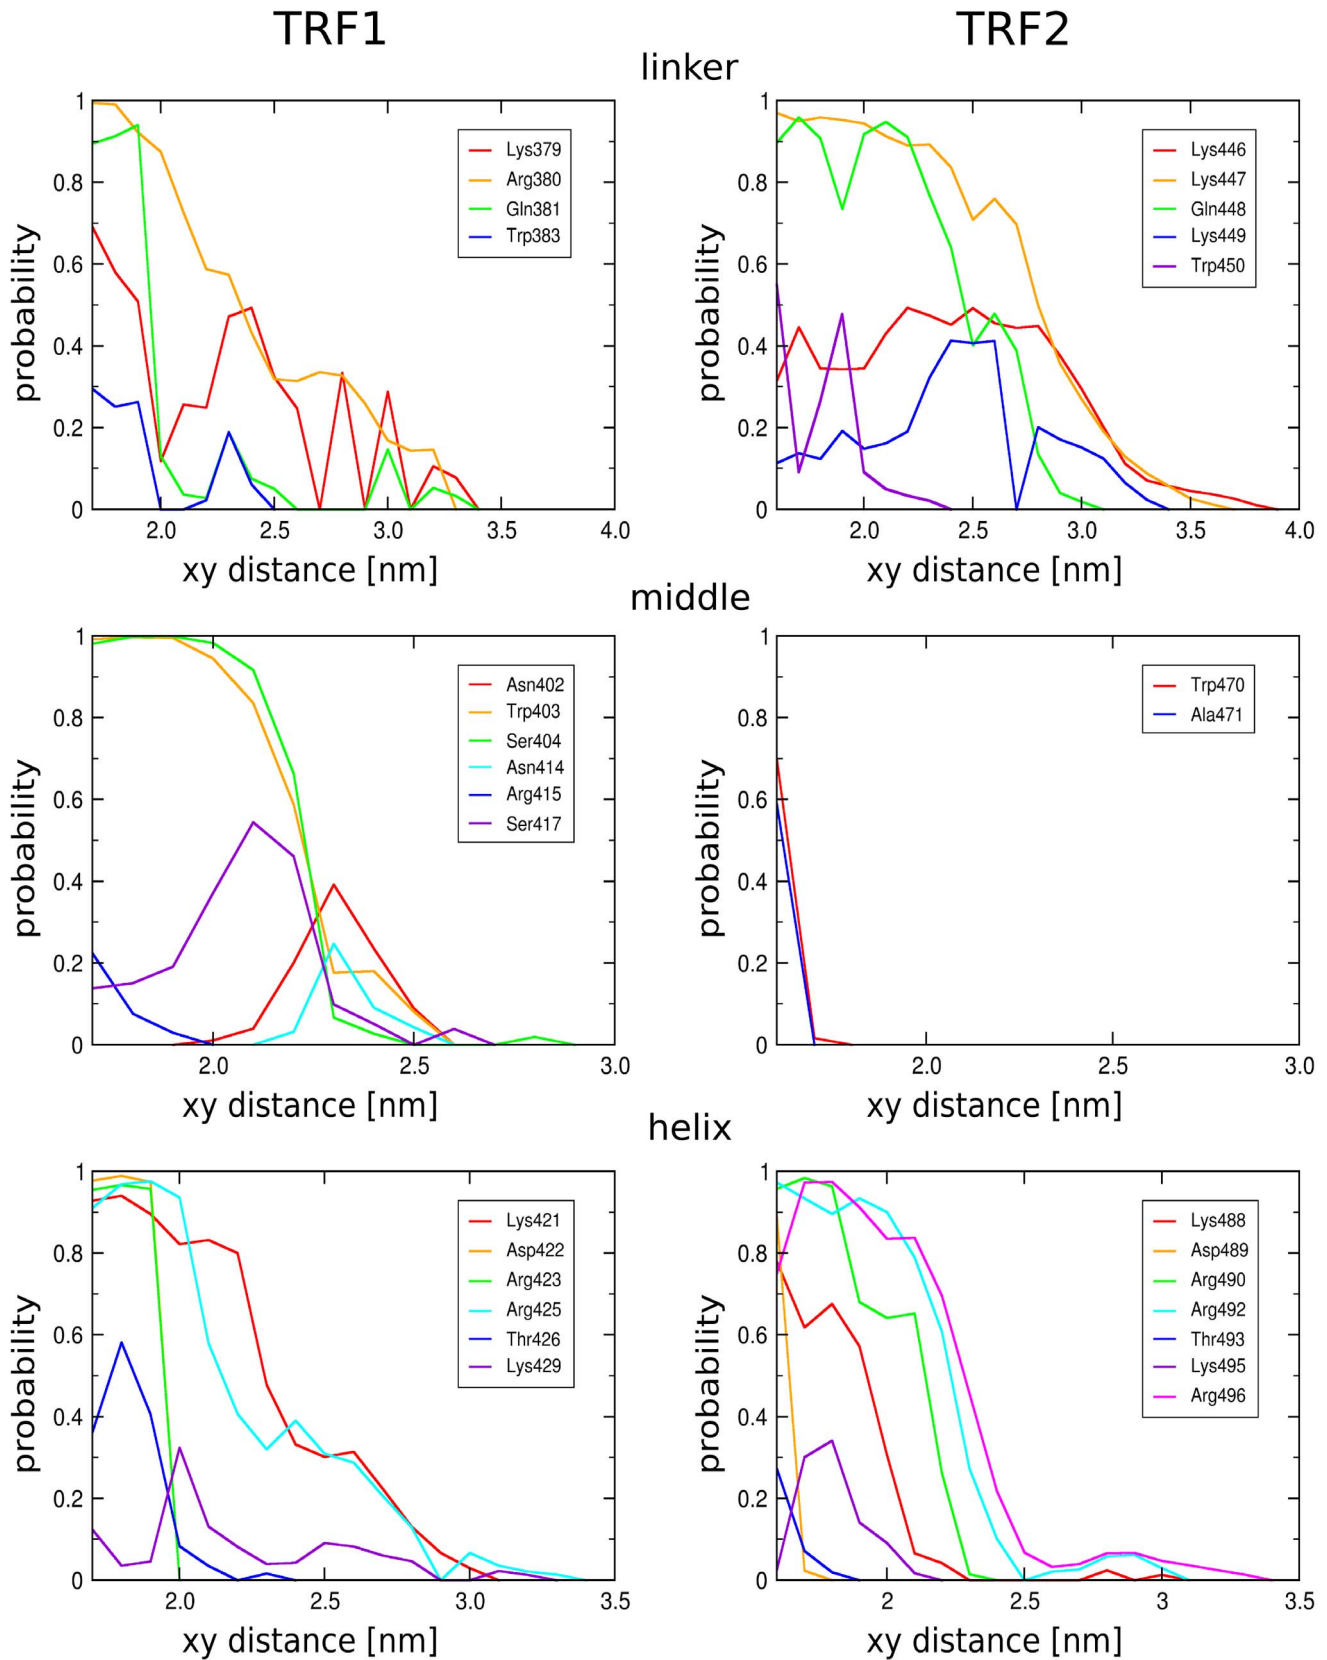 TRF1 TRF2
linker
1
0.8
0.6
0.4
0.2
0
probability
2.0 2.5 3.0 3.5 4.0
xy distance [nm]
Lys379
Arg380
Gln381
Trp383
1
0.8
0.6
0.4
0.2
0
probability
2.0 2.5 3.0 3.5 4.0
xy distance [nm]
Lys446
Lys447
Gln448
Lys449
Trp450
middle
1
0.8
0.6
0.4
0.2
0
probability
2.0 2.5 3.0
xy distance [nm]
Asn402
Trp403
Ser404
Asn414
Arg415
Ser417
1
0.8
0.6
0.4
0.2
0
probability
2.0 2.5 3.0
xy distance [nm]
Trp470
Ala471
helix
1
0.8
0.6
0.4
0.2
0
probability
2.0 2.5 3.0 3.5
xy distance [nm]
Lys421
Asp422
Arg423
Arg425
Thr426
Lys429
1
0.8
0.6
0.4
0.2
0
probability
2 2.5 3 3.5
xy distance [nm]
Lys488
Asp489
Arg490
Arg492
Thr493
Lys495
Arg496